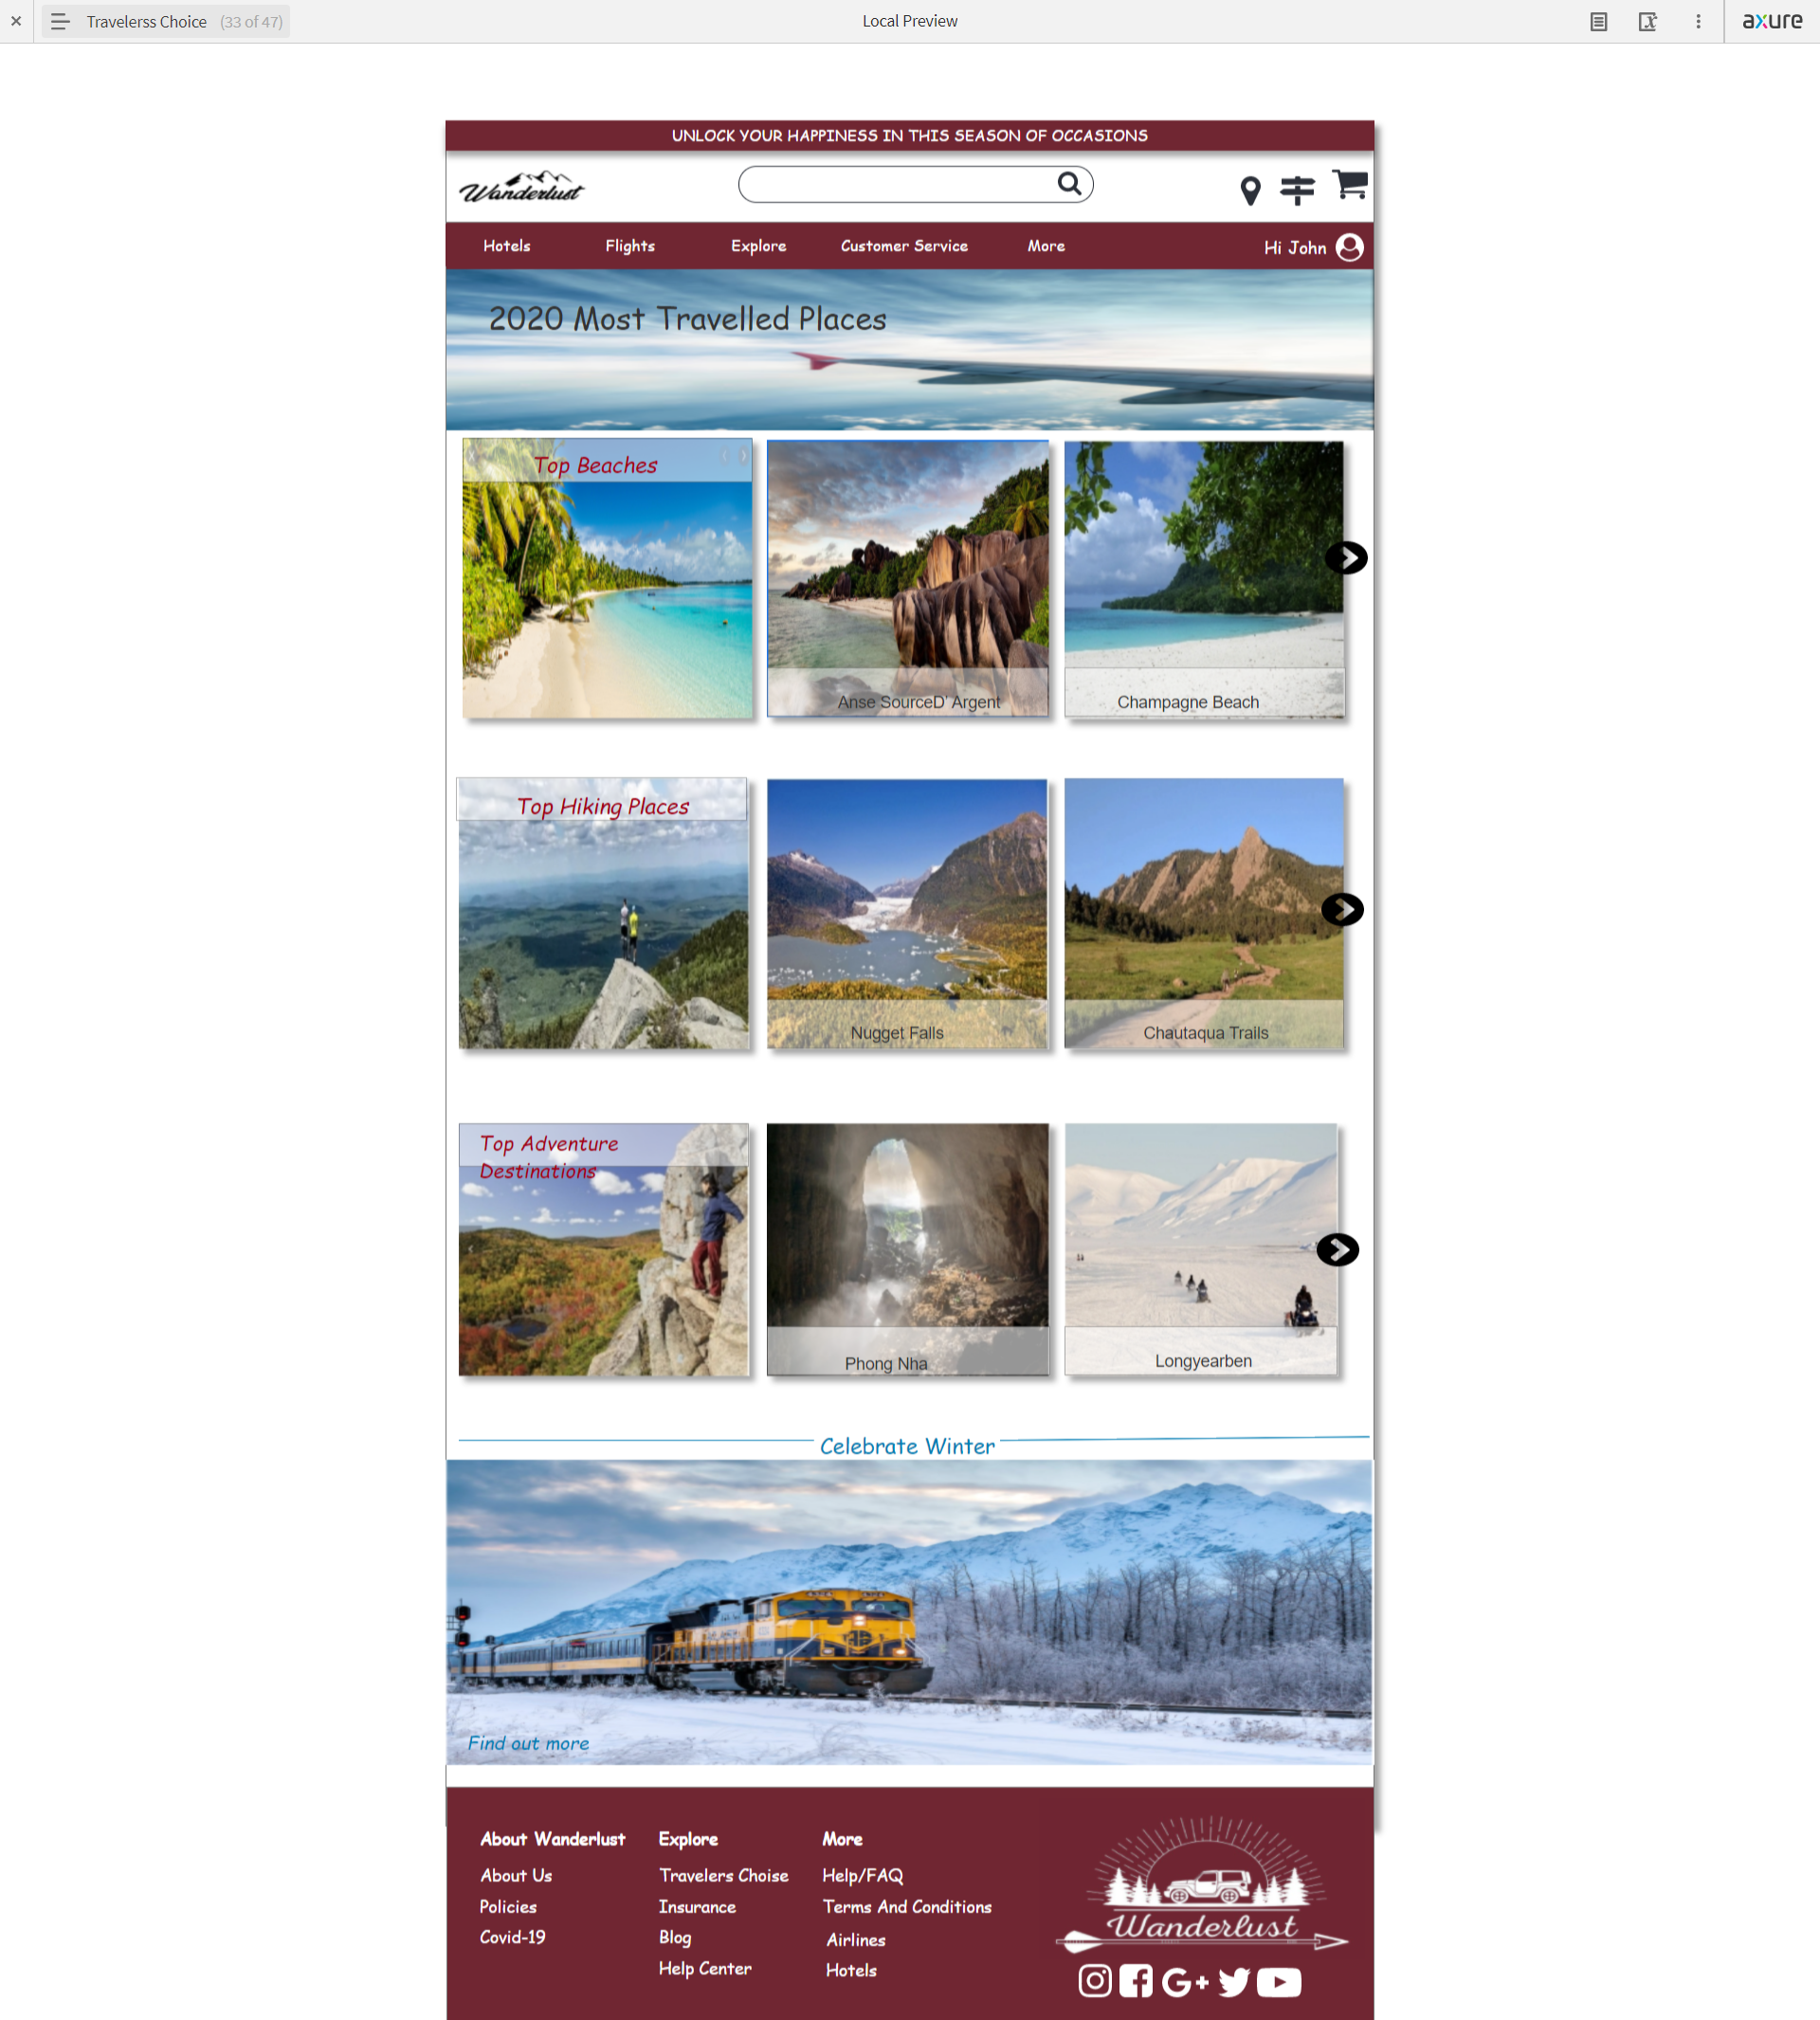 Travelerss Choice (33 of 47)
Local Preview
axure
UNLOCK YOUR HAPPINESS IN THIS SEASON OF OCCASIONS
Wanderlust
Hotels Flights Explore Customer Service More Hi John
2020 Most Travelled Places
Top Beaches
Anse SourceD' Argent
Champagne Beach
Top Hiking Places
Nugget Falls
Chautaqua Trails
Top Adventure
Destinations
Phong Nha
Longyearben
Celebrate Winter
Find out more
About Wanderlust
About Us
Policies
Covid-19
Explore
Travelers Choise
Insurance
Blog
Help Center
More
Help/FAQ
Terms And Conditions
Airlines
Hotels
Wanderlust
G+